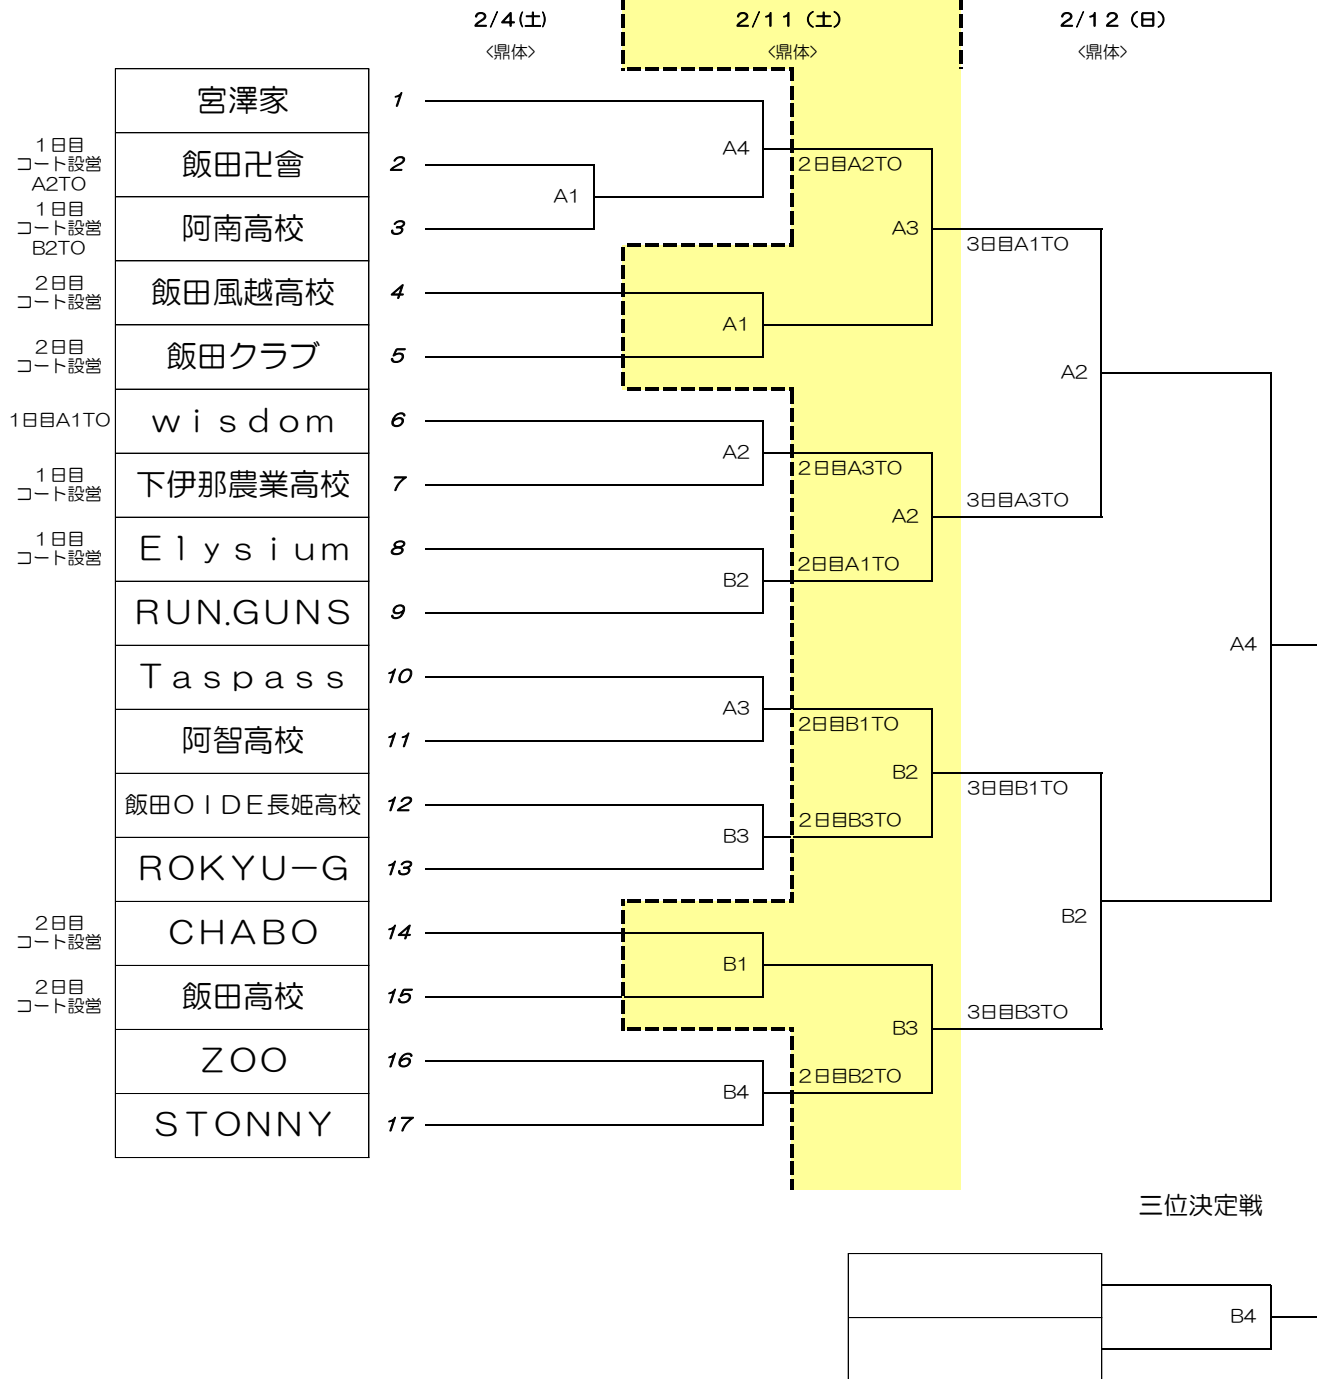 2/4(土)
2/11（土）
2/12（日）
<鼎体>
<鼎体>
<鼎体>
宮澤家
1
1日目
コート設営
A2TO
飯田卍會
2
1日目
コート設営
B2TO
阿南高校
3
2日目
コート設営
飯田風越高校
4
2日目
コート設営
飯田クラブ
5
1日目A1TO
ｗｉｓｄｏｍ
6
1日目
コート設営
下伊那農業高校
7
1日目
コート設営
Ｅｌｙｓｉｕｍ
8
RUN.GUNS
9
Ｔａｓｐａｓｓ
10
阿智高校
11
飯田ＯＩＤＥ長姫高校
12
ROKYU－G
13
2日目
コート設営
CHABO
14
2日目
コート設営
飯田高校
15
ＺＯＯ
16
ＳＴＯＮＮＹ
17
A1
A4
A1
A2
B2
A3
B3
B1
B4
2日目A2TO
A3
2日目A3TO
A2
2日目A1TO
2日目B1TO
B2
2日目B3TO
B3
2日目B2TO
3日目A1TO
A2
3日目A3TO
3日目B1TO
B2
3日目B3TO
A4
三位決定戦
B4